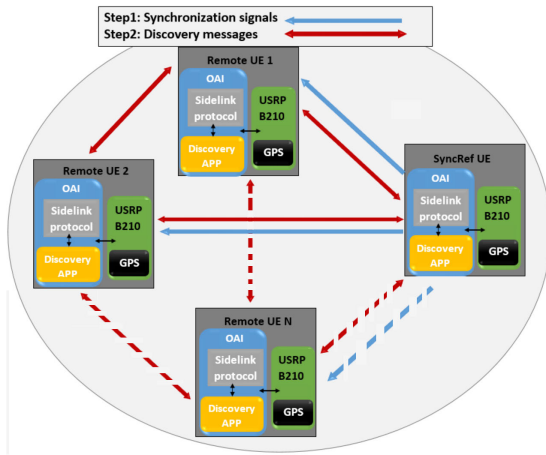 Step1: Synchronization signals
Step2: Discovery messages
Remote UE 1
OAI
Sidelink
protocol
USRP
B210
Discovery
APP
GPS
Remote UE 2
OAI
Sidelink
protocol
USRP
B210
Discovery
APP
GPS
SyncRef UE
OAI
Sidelink
protocol
USRP
B210
Discovery
APP
GPS
Remote UE N
OAI
Sidelink
protocol
USRP
B210
Discovery
APP
GPS